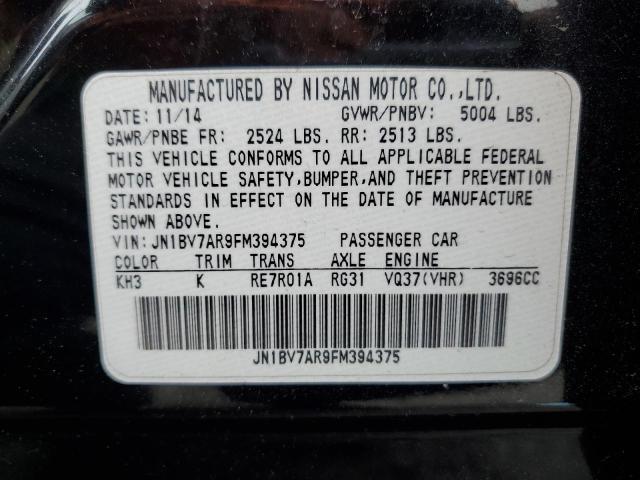 MANUFACTURED BY NISSAN MOTOR CO.,LTD.
DATE: 11/14 GVWR/PNBV: 5004 LBS.
GAWR/PNBE FR: 2524 LBS. RR: 2513 LBS.
THIS VEHICLE CONFORMS TO ALL APPLICABLE FEDERAL
MOTOR VEHICLE SAFETY,BUMPER,AND THEFT PREVENTION
STANDARDS IN EFFECT ON THE DATE OF MANUFACTURE
SHOWN ABOVE.
VIN: JN1BV7AR9FM394375 PASSENGER CAR
COLOR TRIM TRANS AXLE ENGINE
KH3 K RE7R01A RG31 VQ37(VHR) 3696CC
JN1BV7AR9FM394375